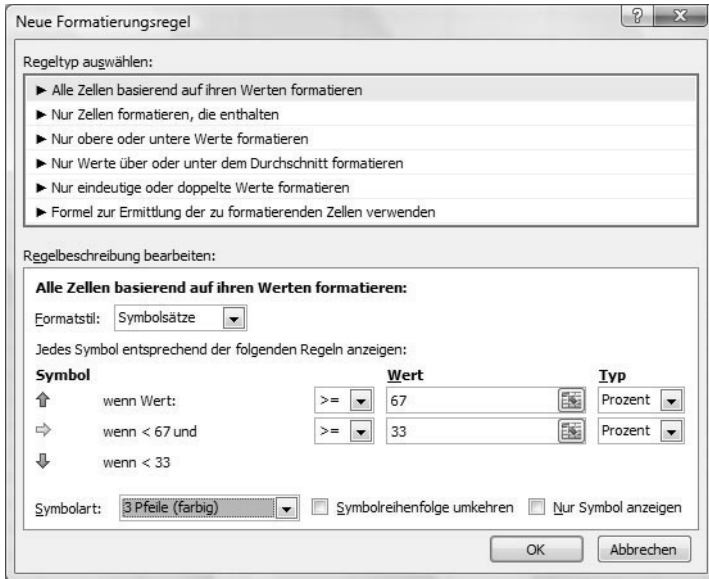 Neue Formatierungsregel
Regeltyp auswählen:
► Alle Zellen basierend auf ihren Werten formatieren
► Nur Zellen formatieren, die enthalten
► Nur obere oder untere Werte formatieren
► Nur Werte über oder unter dem Durchschnitt formatieren
► Nur eindeutige oder doppelte Werte formatieren
► Formel zur Ermittlung der zu formatierenden Zellen verwenden
Regelbeschreibung bearbeiten:
Alle Zellen basierend auf ihren Werten formatieren:
Formatstil: Symbolsätze
Jedes Symbol entsprechend der folgenden Regeln anzeigen:
Symbol Wert Typ
wenn Wert: >= 67 Prozent
wenn < 67 und >= 33 Prozent
wenn < 33
Symbolart: 3 Pfeile (farbig) Symbolreihenfolge umkehren Nur Symbol anzeigen
OK Abbrechen